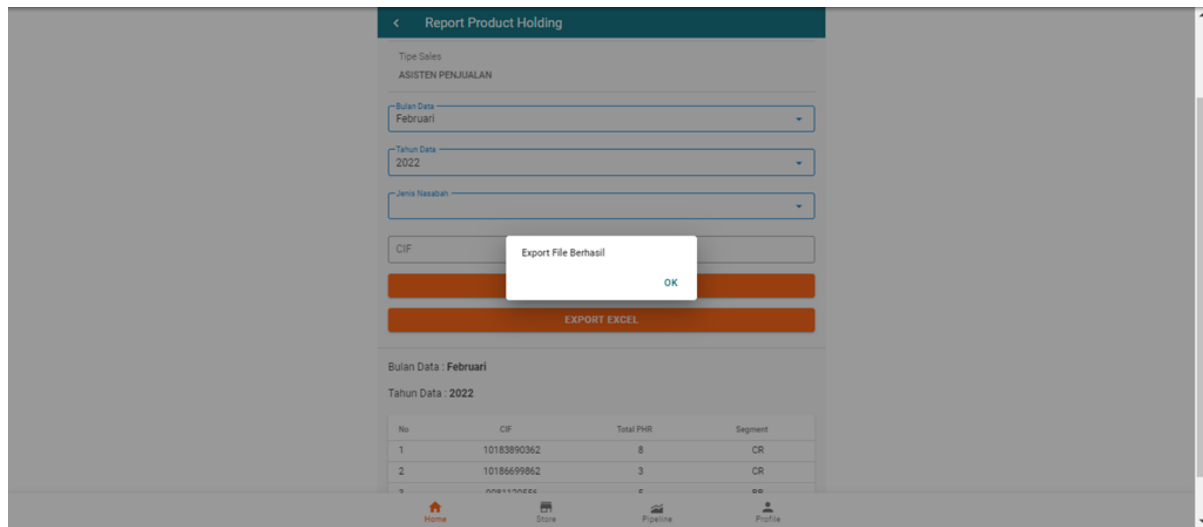 Report Product Holding
Tipe Sales
ASISTEN PENJUALAN
Bulan Data
Februari
Tahun Data
2022
Jenis Nasabah
CIF
Export File Berhasil
OK
EXPORT EXCEL
Bulan Data : Februari
Tahun Data : 2022
No CIF Total PHR Segment
1 10183890362 8 CR
2 10186699862 3 CR
Home Store Pipeline Profile